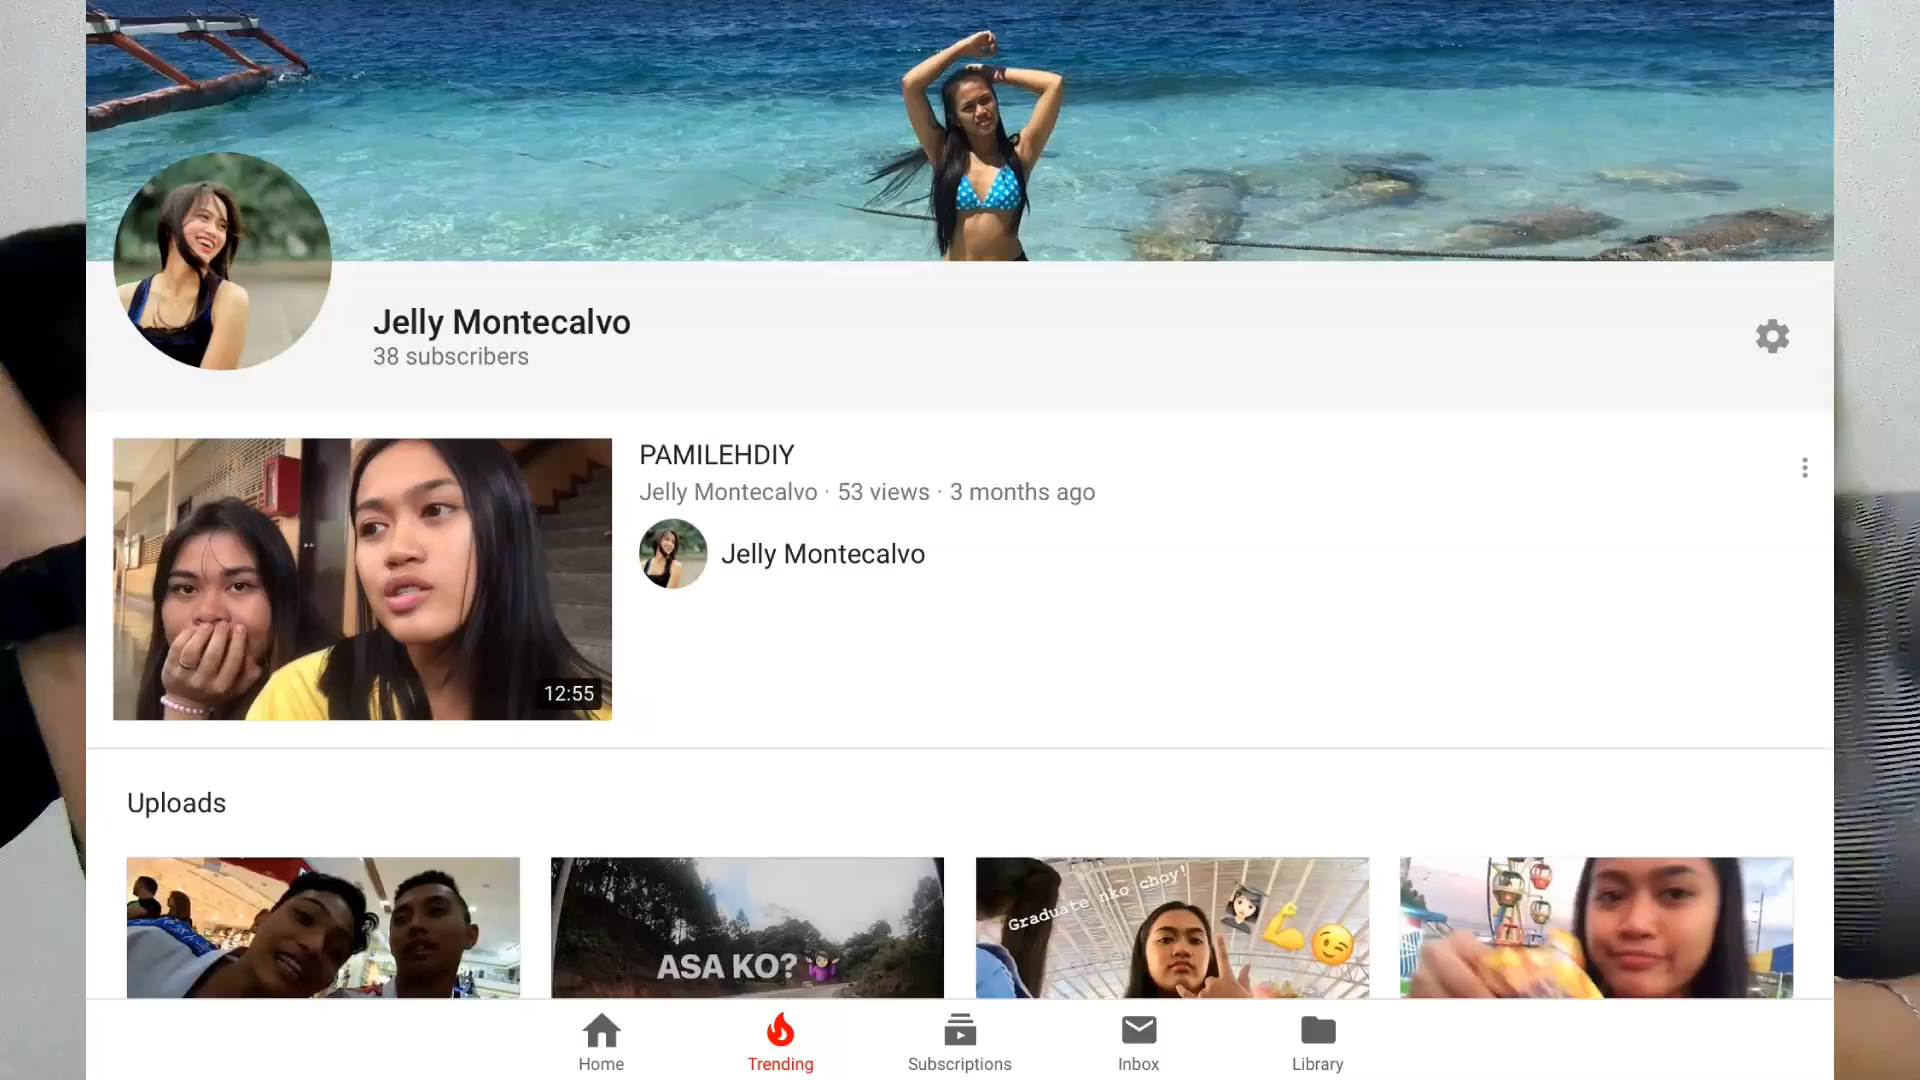 Jelly Montecalvo
38 subscribers
PAMILEHDIY
Jelly Montecalvo · 53 views · 3 months ago
Jelly Montecalvo
12:55
Uploads
ASA KO?
Graduate nko choy!
Home
Trending
Subscriptions
Inbox
Library